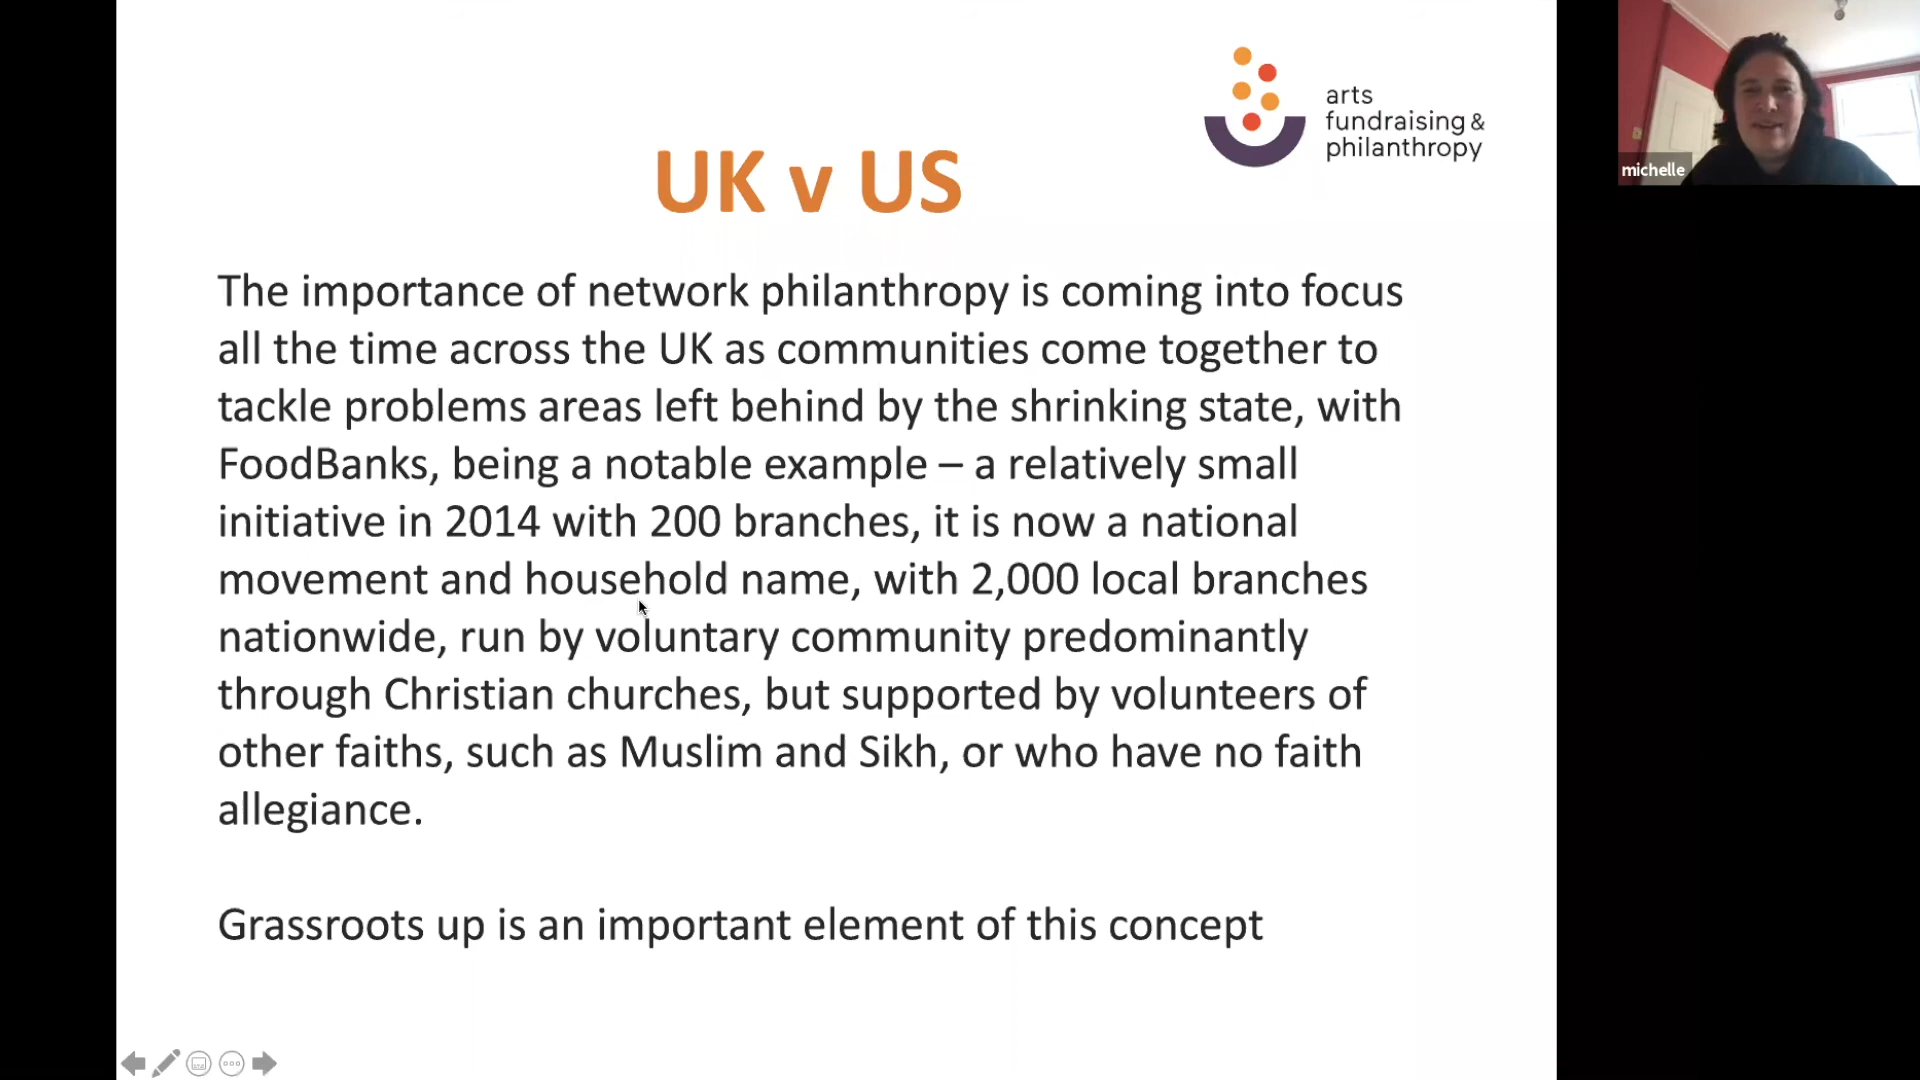 arts
fundraising &
philanthropy
michelle
UK v US
The importance of network philanthropy is coming into focus
all the time across the UK as communities come together to
tackle problems areas left behind by the shrinking state, with
FoodBanks, being a notable example – a relatively small
initiative in 2014 with 200 branches, it is now a national
movement and household name, with 2,000 local branches
nationwide, run by voluntary community predominantly
through Christian churches, but supported by volunteers of
other faiths, such as Muslim and Sikh, or who have no faith
allegiance.
Grassroots up is an important element of this concept